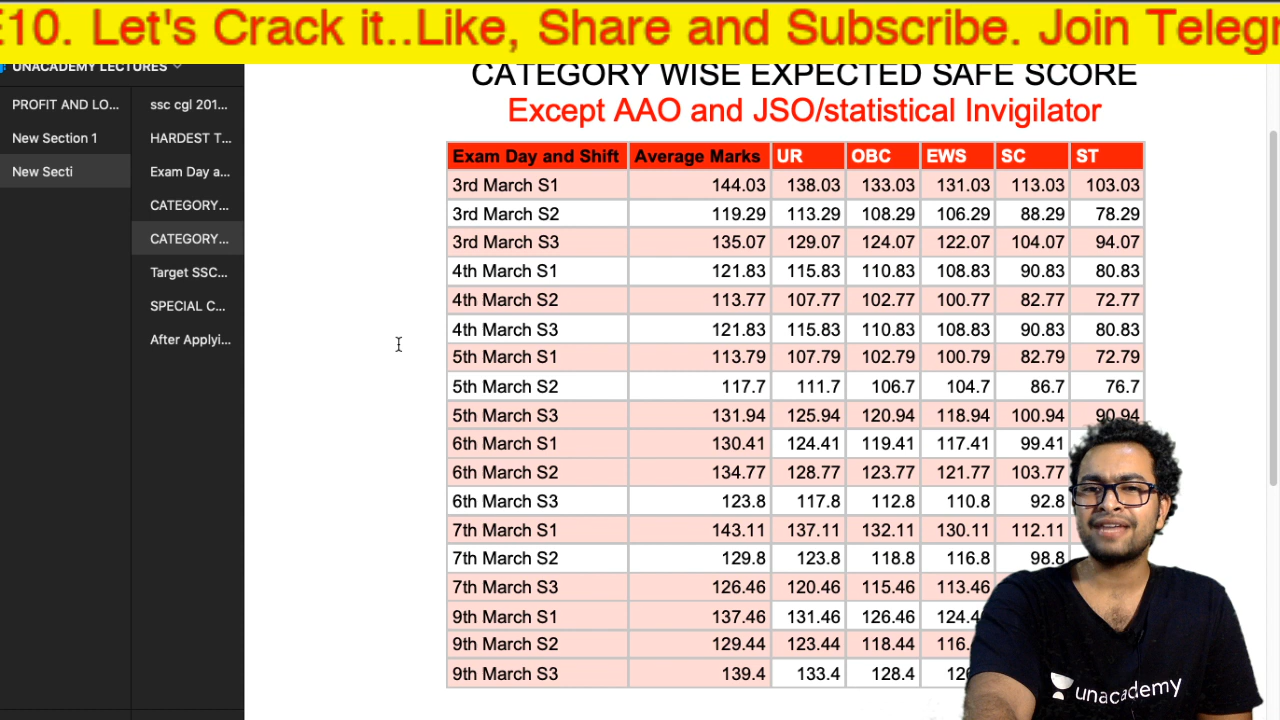 E10. Let's Crack it..Like, Share and Subscribe. Join Telegr
UNACADEMY LECTURES
PROFIT AND LO...
New Section 1
New Secti
ssc cgl 201...
HARDEST T...
Exam Day a...
CATEGORY...
CATEGORY...
Target SSC...
SPECIAL C...
After Applyi...
CATEGORY WISE EXPECTED SAFE SCORE
Except AAO and JSO/statistical Invigilator
Exam Day and Shift Average Marks UR OBC EWS SC ST
3rd March S1 144.03 138.03 133.03 131.03 113.03 103.03
3rd March S2 119.29 113.29 108.29 106.29 88.29 78.29
3rd March S3 135.07 129.07 124.07 122.07 104.07 94.07
4th March S1 121.83 115.83 110.83 108.83 90.83 80.83
4th March S2 113.77 107.77 102.77 100.77 82.77 72.77
4th March S3 121.83 115.83 110.83 108.83 90.83 80.83
5th March S1 113.79 107.79 102.79 100.79 82.79 72.79
5th March S2 117.7 111.7 106.7 104.7 86.7 76.7
5th March S3 131.94 125.94 120.94 118.94 100.94 90.94
6th March S1 130.41 124.41 119.41 117.41 99.41
6th March S2 134.77 128.77 123.77 121.77 103.77
6th March S3 123.8 117.8 112.8 110.8 92.8
7th March S1 143.11 137.11 132.11 130.11 112.11
7th March S2 129.8 123.8 118.8 116.8 98.8
7th March S3 126.46 120.46 115.46 113.46
9th March S1 137.46 131.46 126.46 124.4
9th March S2 129.44 123.44 118.44 116.
9th March S3 139.4 133.4 128.4 12
unacademy